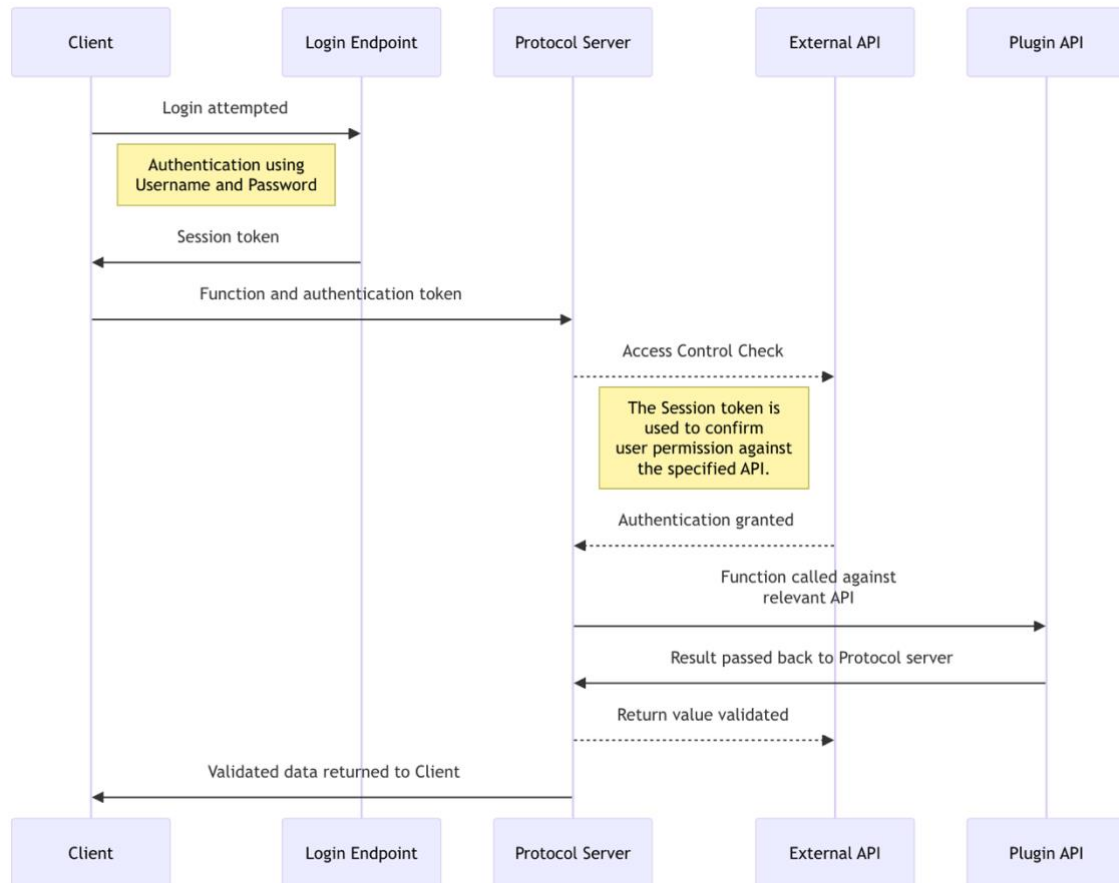 Client
Login Endpoint
Protocol Server
External API
Plugin API
Login attempted
Authentication using
Username and Password
Session token
Function and authentication token
Access Control Check
The Session token is
used to confirm
user permission against
the specified API.
Authentication granted
Function called against
relevant API
Result passed back to Protocol server
Return value validated
Validated data returned to Client
Client
Login Endpoint
Protocol Server
External API
Plugin API